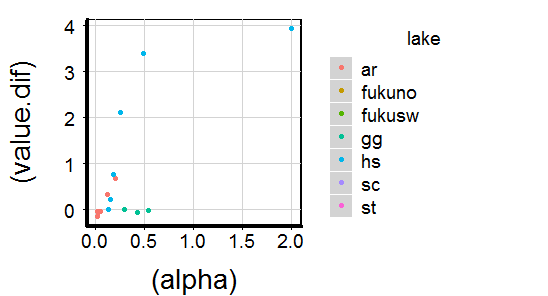 (value.dif)
4
3
2
1
0
0.0 0.5 1.0 1.5 2.0
(alpha)
lake
ar
fukuno
fukusw
gg
hs
sc
st